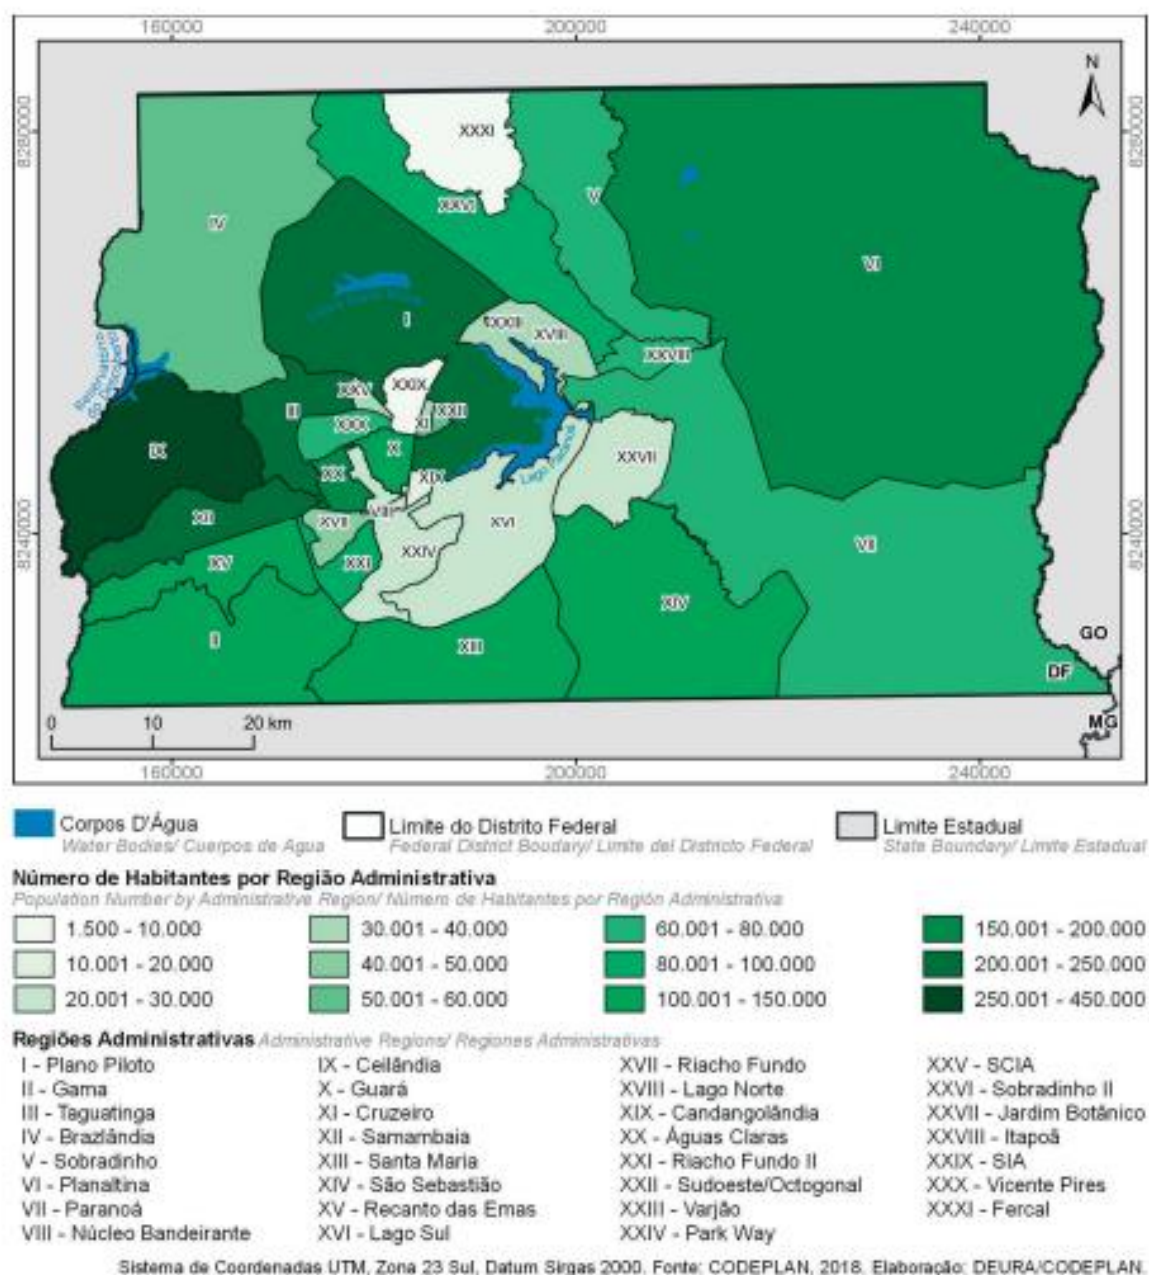 160000 200000 240000
N
8280000 8280000
XXXI
XXVI
V
IV
VI
I
XXIII
XVIII
XXVIII
Reservatório
do Descoberto
XXV
XXIX
III
XXII
XI
XXX
X
IX
XX
XIX
XXVII
Lago Paranoá
XII
XVII
VIII
XVI
VII
8240000 8240000
XXIV
XV
XXI
XIV
II
XIII
GO
DF
MG
0 10 20 km
160000 200000 240000
Corpos D'Água Limite do Distrito Federal Limite Estadual
Water Bodies/ Cuerpos de Agua Federal District Boudary/ Limite del Districto Federal State Boundary/ Limite Estadual
Número de Habitantes por Região Administrativa
Population Number by Administrative Region/ Número de Habitantes por Región Administrativa
1.500 - 10.000 30.001 - 40.000 60.001 - 80.000 150.001 - 200.000
10.001 - 20.000 40.001 - 50.000 80.001 - 100.000 200.001 - 250.000
20.001 - 30.000 50.001 - 60.000 100.001 - 150.000 250.001 - 450.000
Regiões Administrativas Administrative Regions/ Regiones Administrativas
I - Plano Piloto IX - Ceilândia XVII - Riacho Fundo XXV - SCIA
II - Gama X - Guará XVIII - Lago Norte XXVI - Sobradinho II
III - Taguatinga XI - Cruzeiro XIX - Candangolândia XXVII - Jardim Botânico
IV - Brazlândia XII - Samambaia XX - Águas Claras XXVIII - Itapoã
V - Sobradinho XIII - Santa Maria XXI - Riacho Fundo II XXIX - SIA
VI - Planaltina XIV - São Sebastião XXII - Sudoeste/Octogonal XXX - Vicente Pires
VII - Paranoá XV - Recanto das Emas XXIII - Varjão XXXI - Fercal
VIII - Núcleo Bandeirante XVI - Lago Sul XXIV - Park Way
Sistema de Coordenadas UTM, Zona 23 Sul, Datum Sirgas 2000. Fonte: CODEPLAN, 2018. Elaboração: DEURA/CODEPLAN.